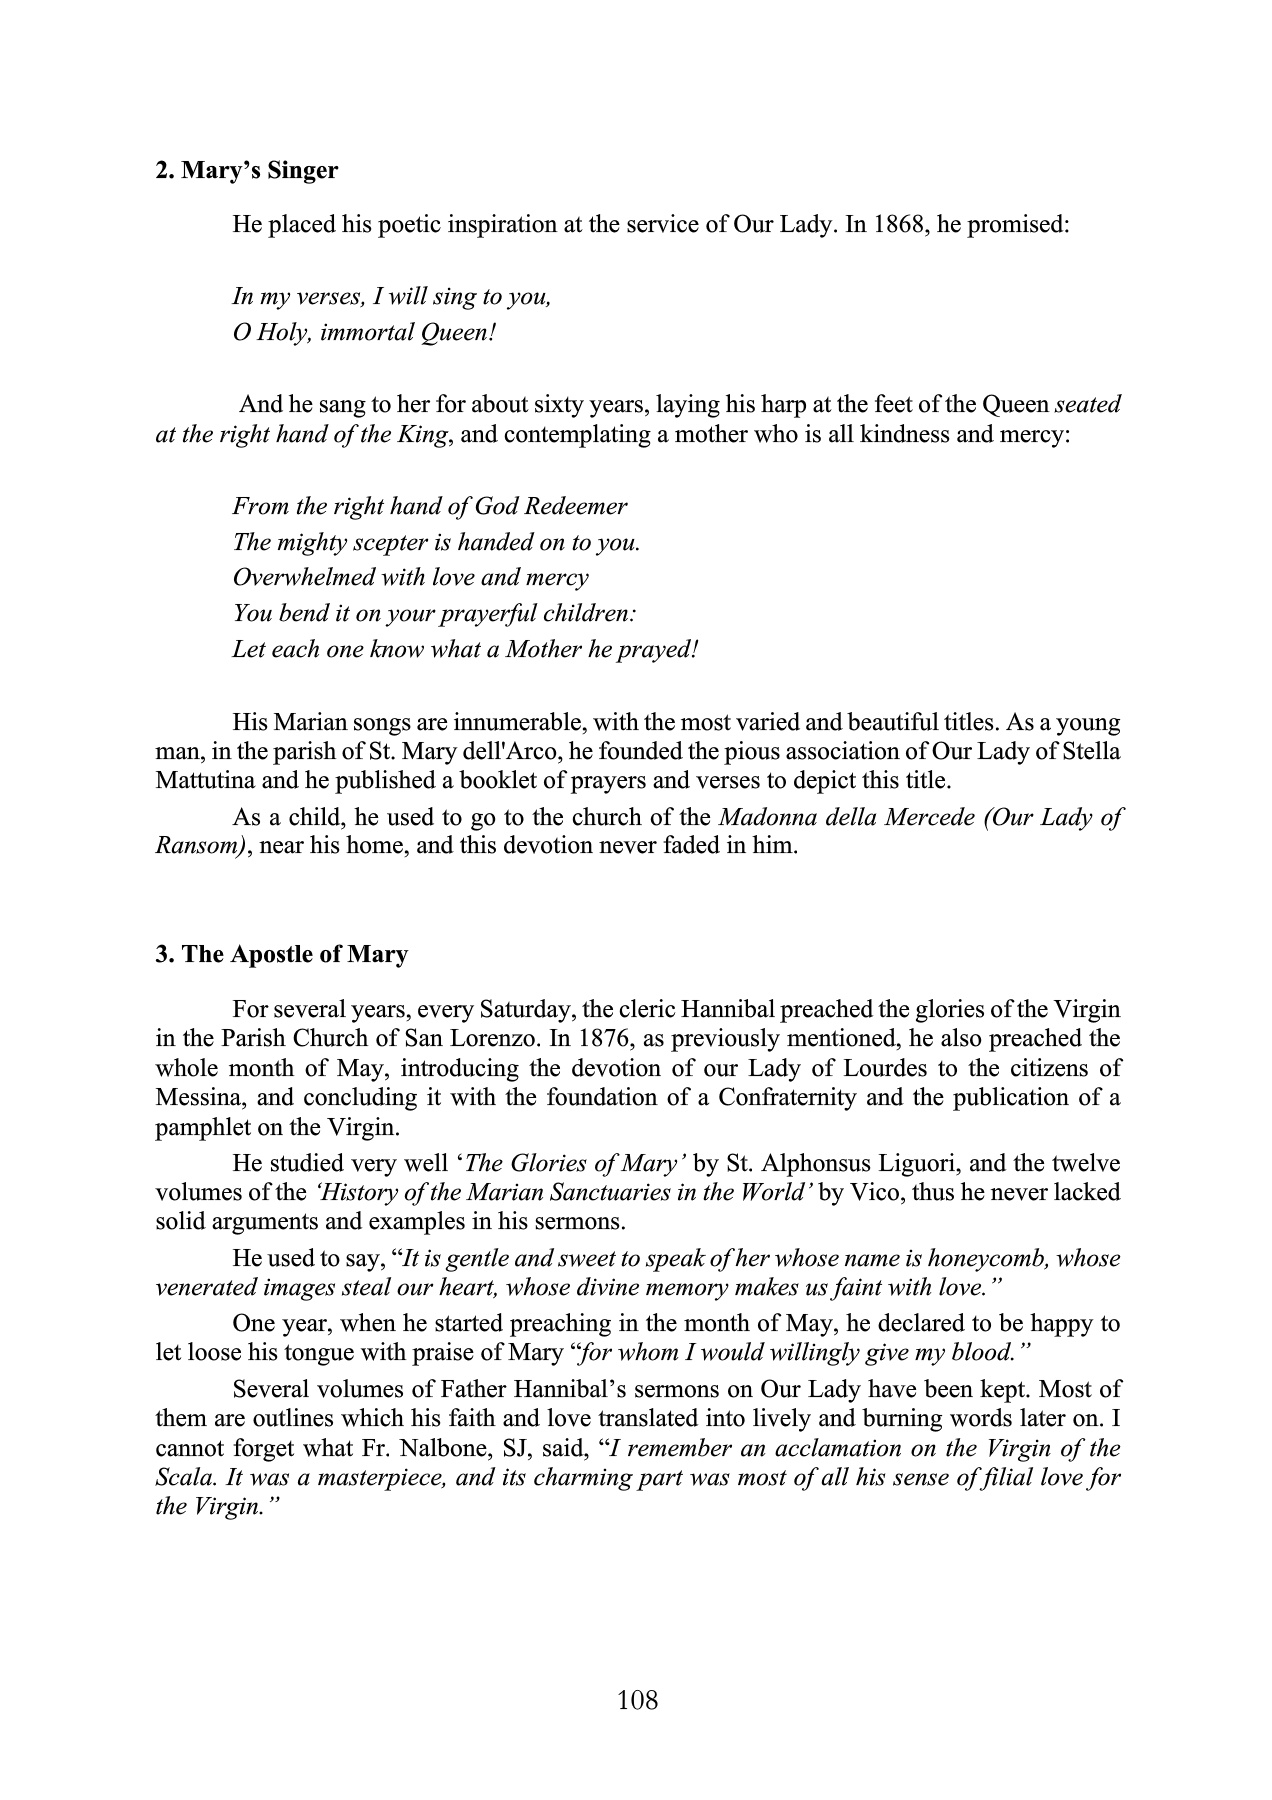 2. Mary’s Singer
He placed his poetic inspiration at the service of Our Lady. In 1868, he promised:
In my verses, I will sing to you,
O Holy, immortal Queen!
And he sang to her for about sixty years, laying his harp at the feet of the Queen seated
at the right hand of the King, and contemplating a mother who is all kindness and mercy:
From the right hand of God Redeemer
The mighty scepter is handed on to you.
Overwhelmed with love and mercy
You bend it on your prayerful children:
Let each one know what a Mother he prayed!
His Marian songs are innumerable, with the most varied and beautiful titles. As a young
man, in the parish of St. Mary dell'Arco, he founded the pious association of Our Lady of Stella
Mattutina and he published a booklet of prayers and verses to depict this title.
As a child, he used to go to the church of the Madonna della Mercede (Our Lady of
Ransom), near his home, and this devotion never faded in him.
3. The Apostle of Mary
For several years, every Saturday, the cleric Hannibal preached the glories of the Virgin
in the Parish Church of San Lorenzo. In 1876, as previously mentioned, he also preached the
whole month of May, introducing the devotion of our Lady of Lourdes to the citizens of
Messina, and concluding it with the foundation of a Confraternity and the publication of a
pamphlet on the Virgin.
He studied very well ‘The Glories of Mary’ by St. Alphonsus Liguori, and the twelve
volumes of the ‘History of the Marian Sanctuaries in the World’ by Vico, thus he never lacked
solid arguments and examples in his sermons.
He used to say, “It is gentle and sweet to speak of her whose name is honeycomb, whose
venerated images steal our heart, whose divine memory makes us faint with love.”
One year, when he started preaching in the month of May, he declared to be happy to
let loose his tongue with praise of Mary “for whom I would willingly give my blood.”
Several volumes of Father Hannibal’s sermons on Our Lady have been kept. Most of
them are outlines which his faith and love translated into lively and burning words later on. I
cannot forget what Fr. Nalbone, SJ, said, “I remember an acclamation on the Virgin of the
Scala. It was a masterpiece, and its charming part was most of all his sense of filial love for
the Virgin.”
108